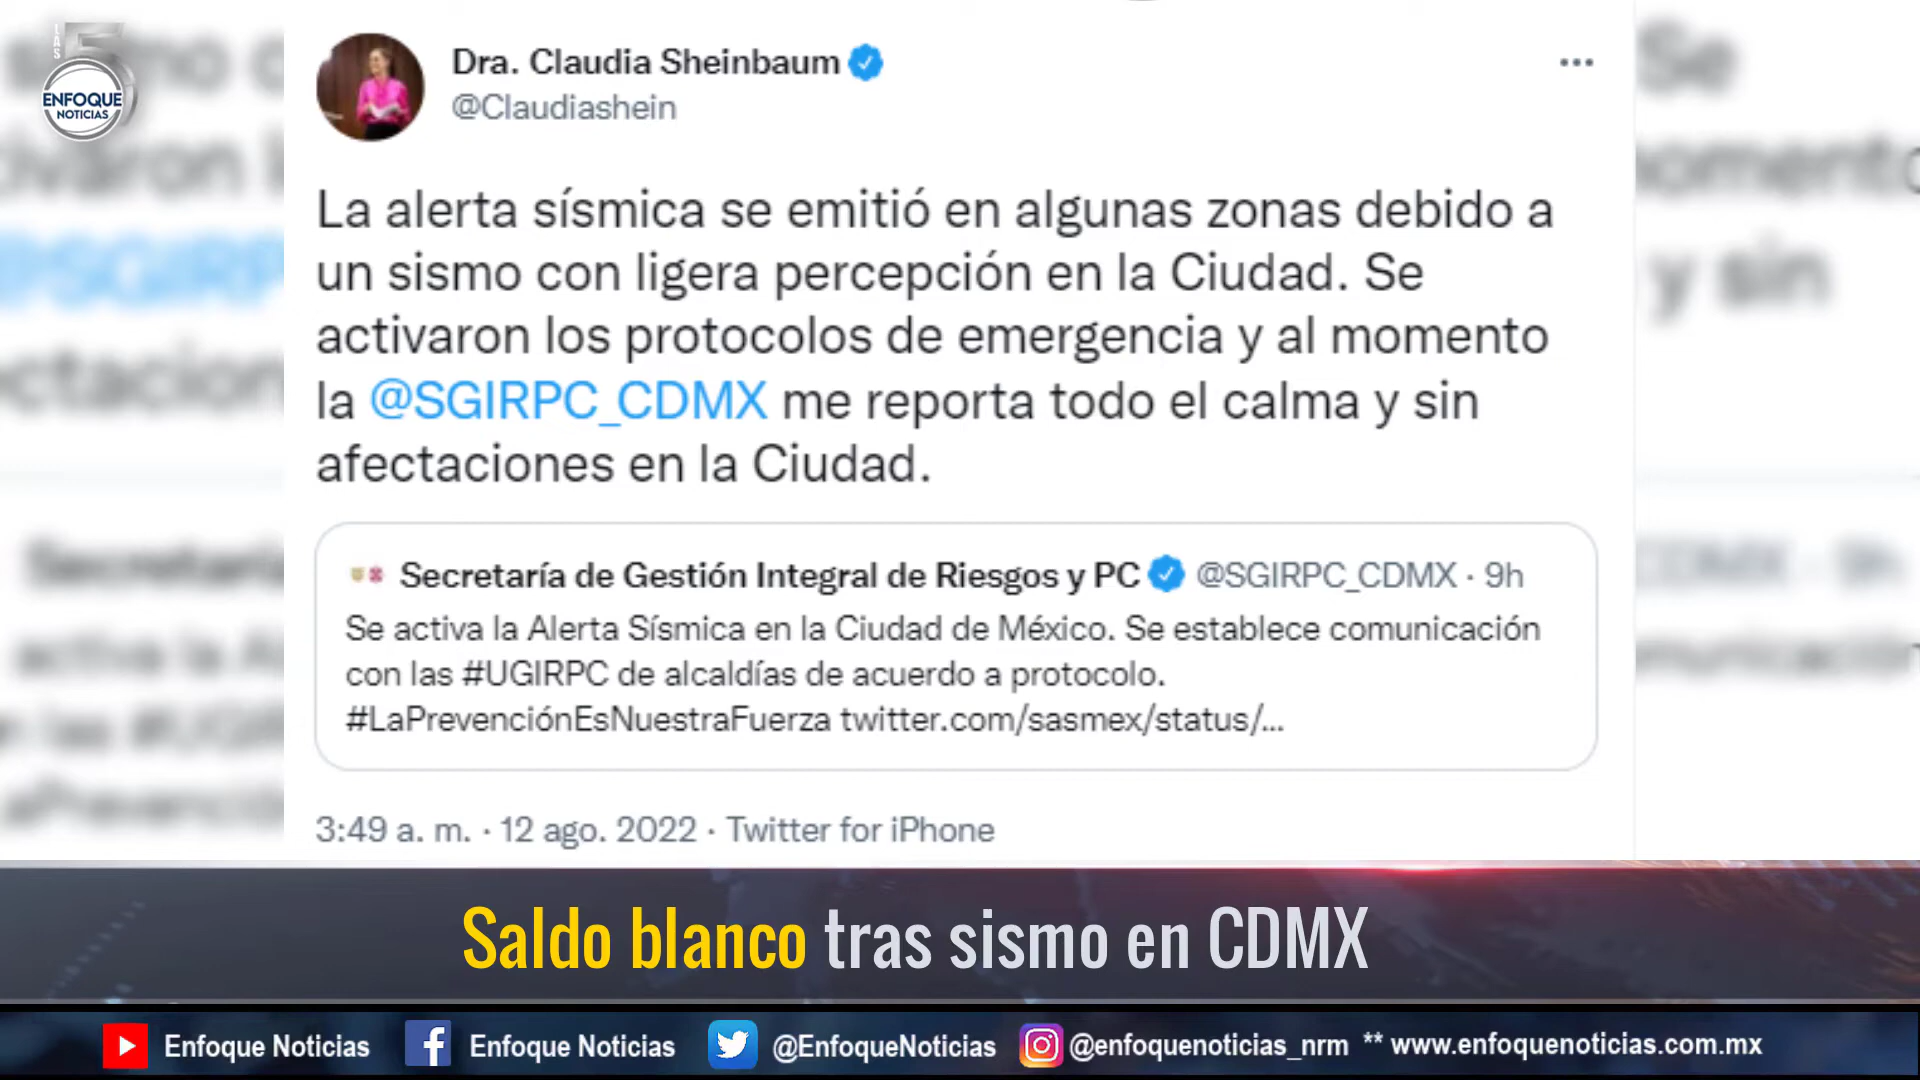 LAS 5
ENFOQUE
NOTICIAS
Dra. Claudia Sheinbaum
@Claudiashein
La alerta sísmica se emitió en algunas zonas debido a
un sismo con ligera percepción en la Ciudad. Se
activaron los protocolos de emergencia y al momento
la @SGIRPC_CDMX me reporta todo el calma y sin
afectaciones en la Ciudad.
Secretaría de Gestión Integral de Riesgos y PC @SGIRPC_CDMX · 9h
Se activa la Alerta Sísmica en la Ciudad de México. Se establece comunicación
con las #UGIRPC de alcaldías de acuerdo a protocolo.
#LaPrevenciónEsNuestraFuerza twitter.com/sasmex/status/...
3:49 a. m. · 12 ago. 2022 · Twitter for iPhone
Saldo blanco tras sismo en CDMX
Enfoque Noticias Enfoque Noticias @EnfoqueNoticias @enfoquenoticias_nrm ** www.enfoquenoticias.com.mx